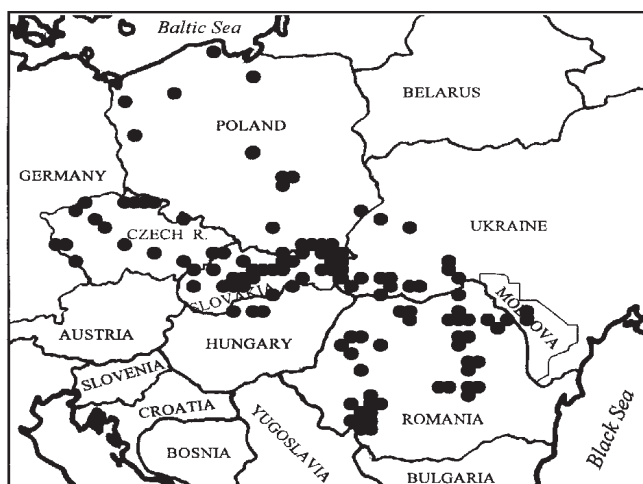 Baltic Sea
BELARUS
POLAND
GERMANY
UKRAINE
CZECH R.
SLOVAKIA
MOLDOVA
AUSTRIA
HUNGARY
SLOVENIA
CROATIA
ROMANIA
YUGOSLAVIA
BOSNIA
BULGARIA
Black Sea